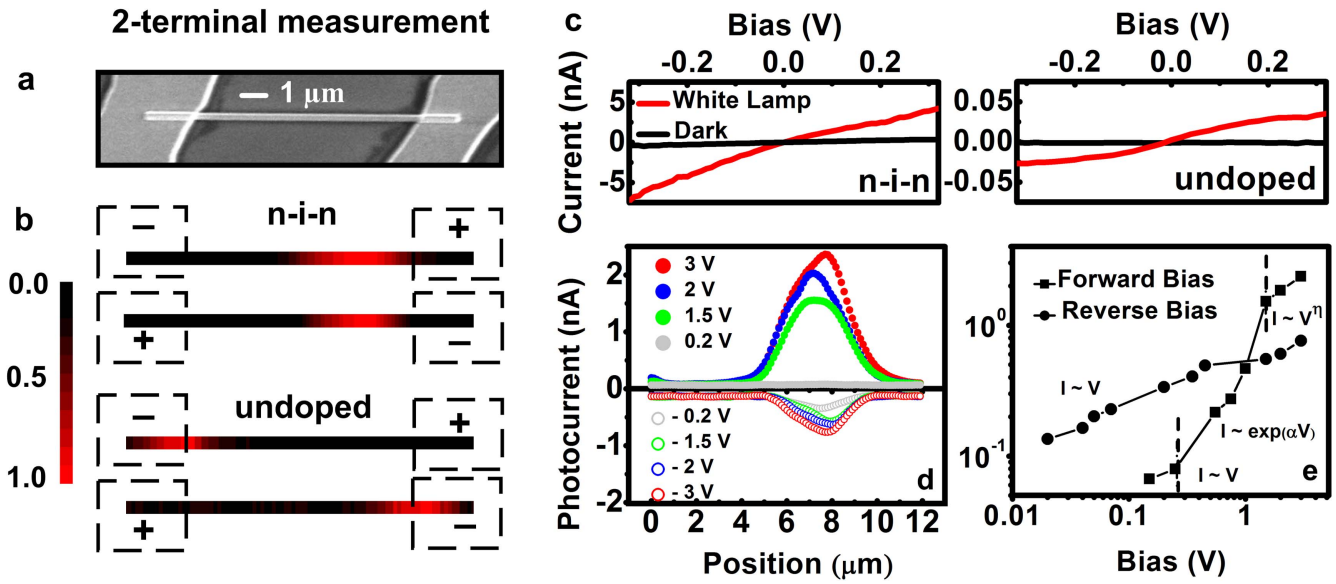 2-terminal measurement
a
1 µm
b
n-i-n
− +
+ −
undoped
− +
+ −
0.0
0.5
1.0
c
Bias (V)
-0.2 0.0 0.2
Current (nA)
5
0
-5
White Lamp
Dark
n-i-n
Bias (V)
-0.2 0.0 0.2
0.05
0.00
-0.05
undoped
Photocurrent (nA)
2
1
0
-1
-2
3 V
2 V
1.5 V
0.2 V
- 0.2 V
- 1.5 V
- 2 V
- 3 V
d
0 2 4 6 8 10 12
Position (µm)
Forward Bias
Reverse Bias
I ~ V^η
I ~ V
I ~ exp(αV)
I ~ V
e
10^0
10^-1
0.01 0.1 1
Bias (V)